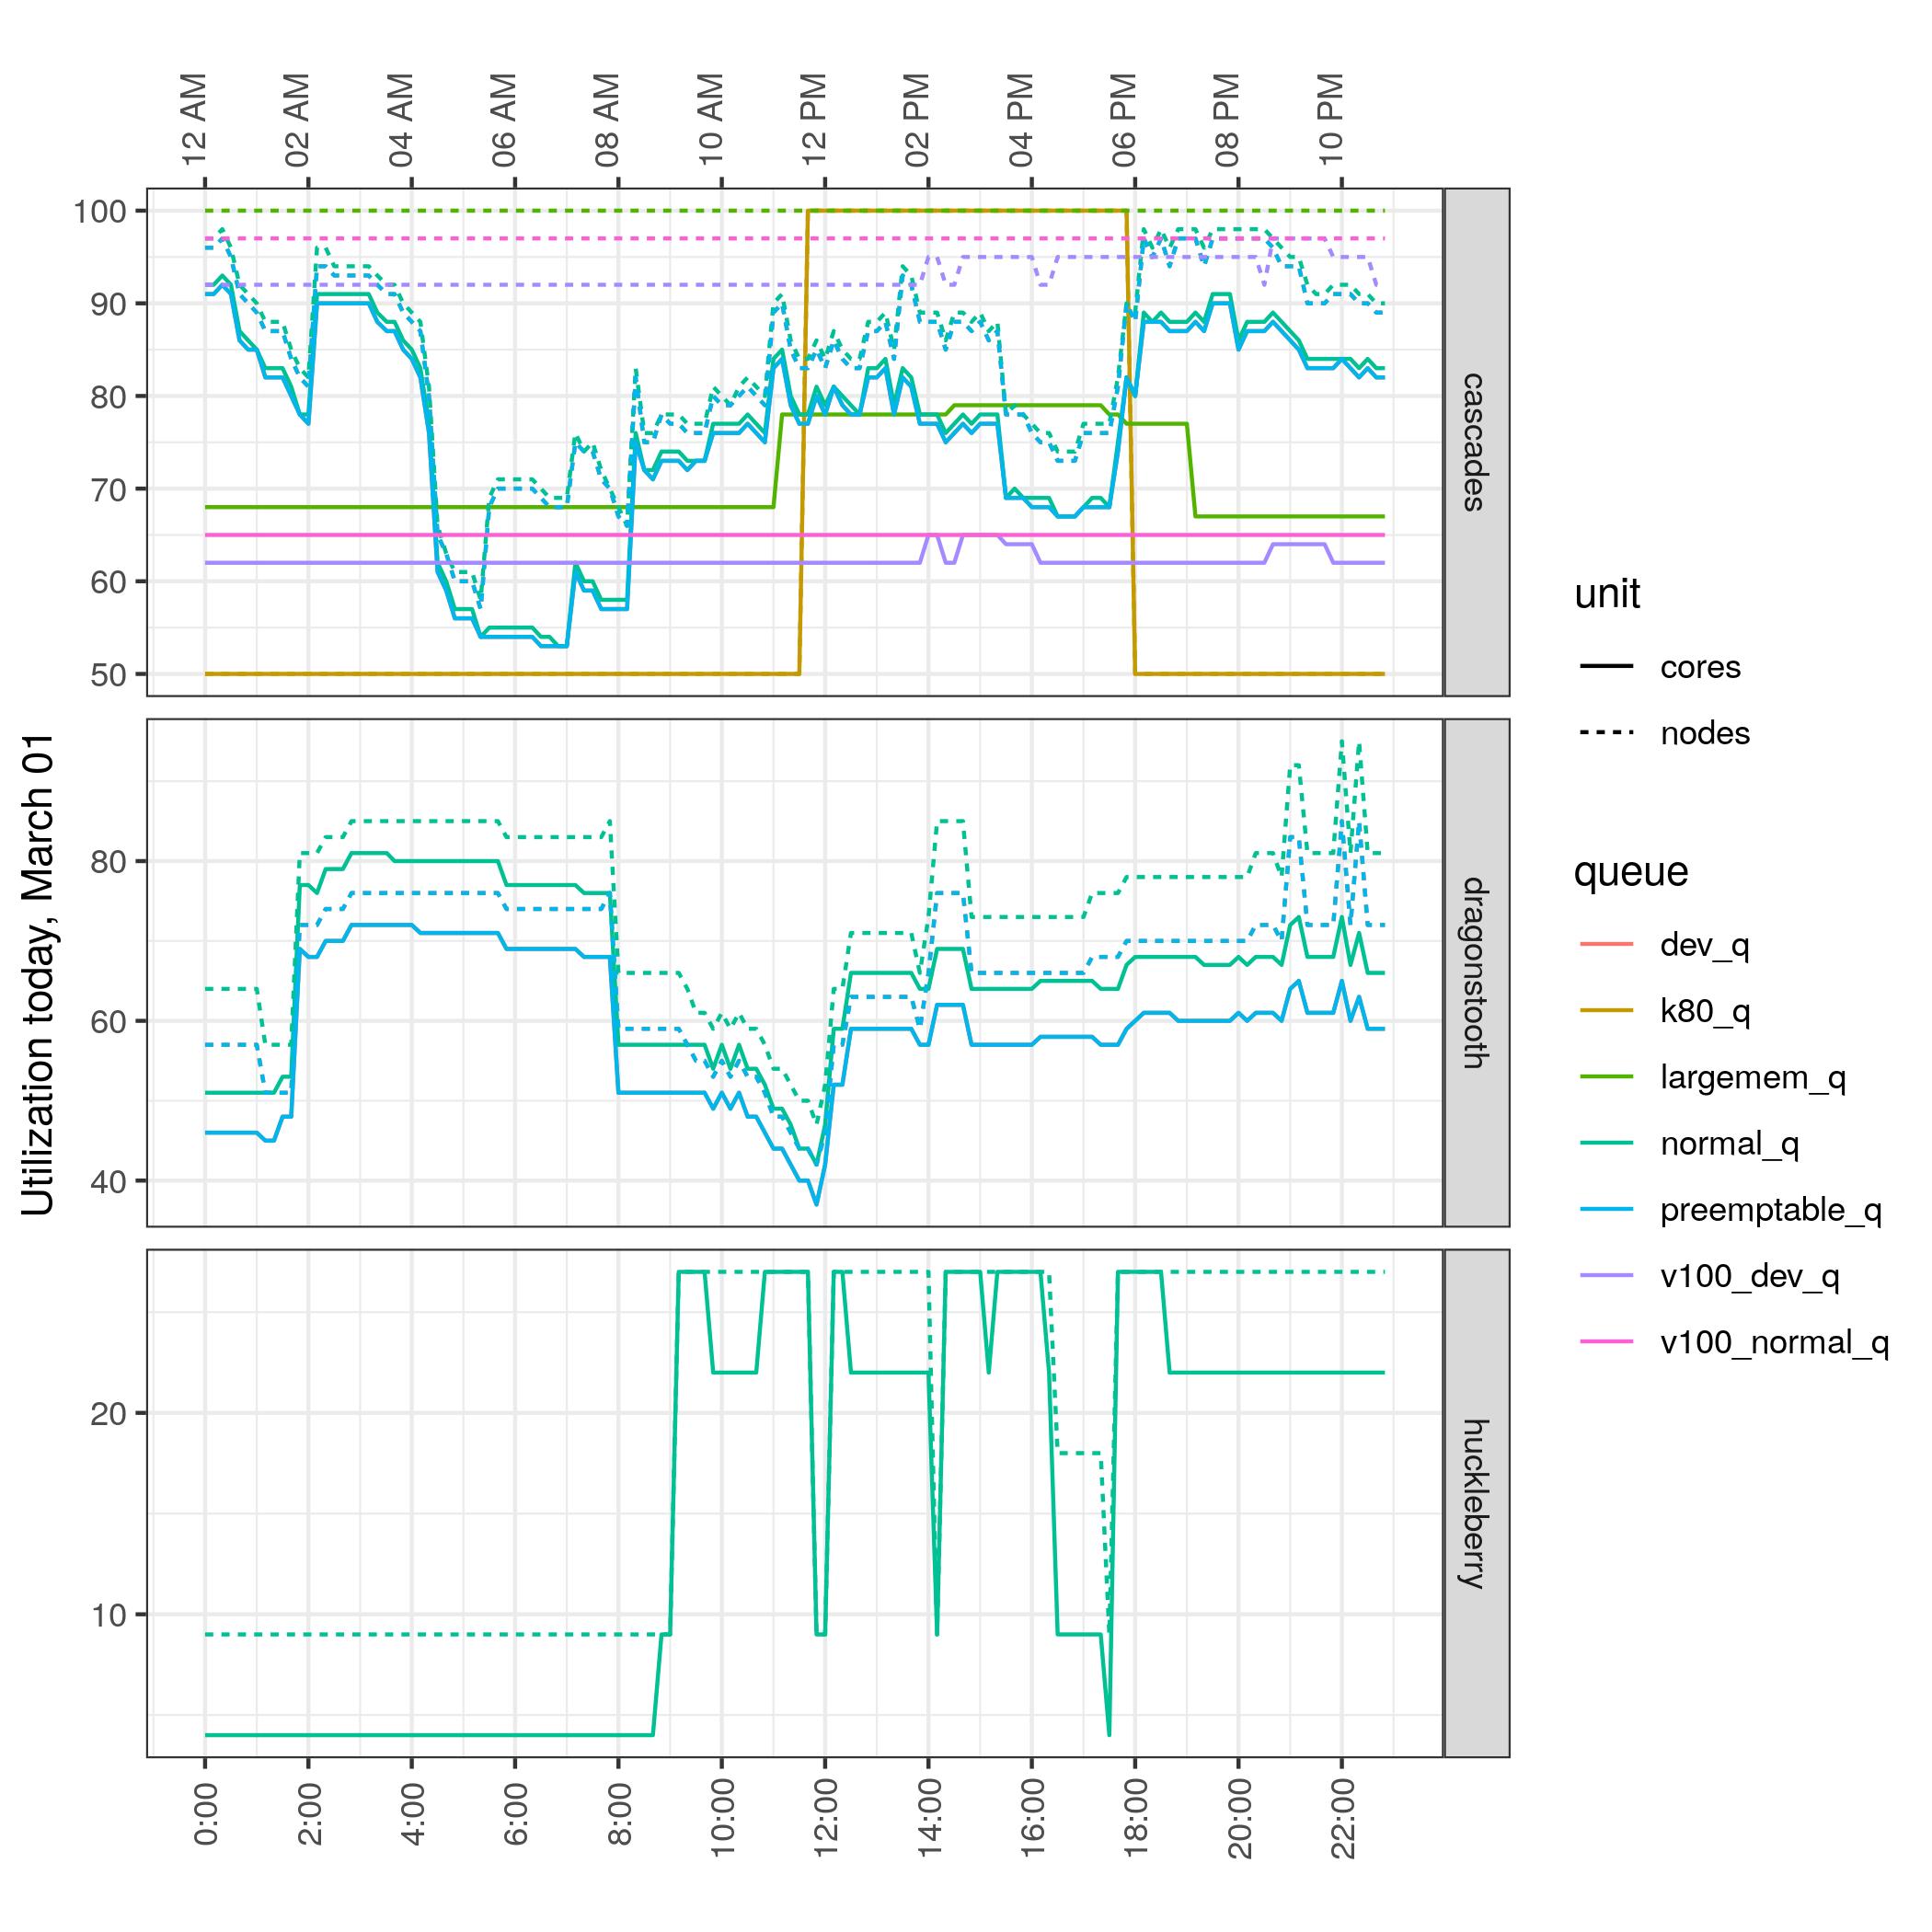 12 AM
02 AM
04 AM
06 AM
08 AM
10 AM
12 PM
02 PM
04 PM
06 PM
08 PM
10 PM
Utilization today, March 01
100
90
80
70
60
50
cascades
80
60
40
dragonstooth
20
10
huckleberry
0:00
2:00
4:00
6:00
8:00
10:00
12:00
14:00
16:00
18:00
20:00
22:00
unit
cores
nodes
queue
dev_q
k80_q
largemem_q
normal_q
preemptable_q
v100_dev_q
v100_normal_q